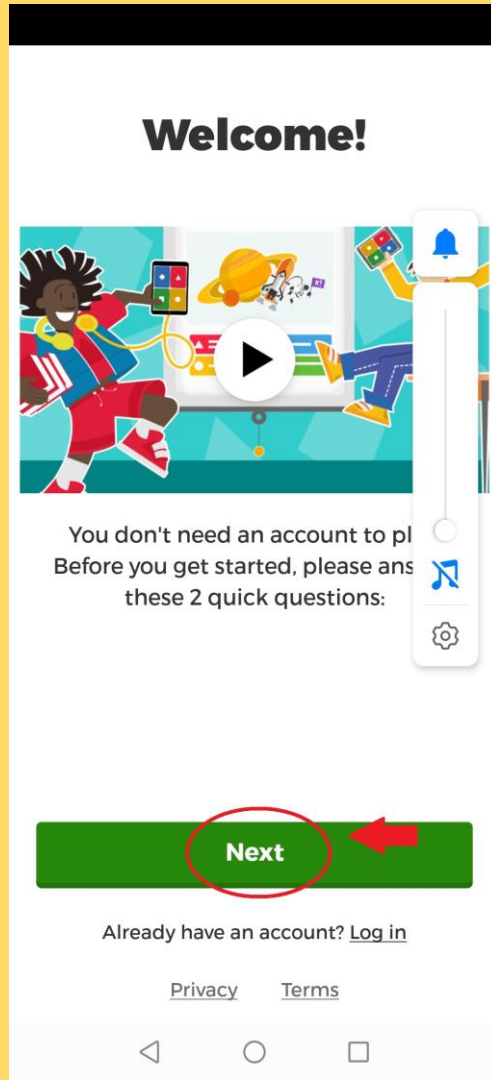 Welcome!
You don't need an account to pl
Before you get started, please ans
these 2 quick questions:
Next
Already have an account? Log in
Privacy Terms